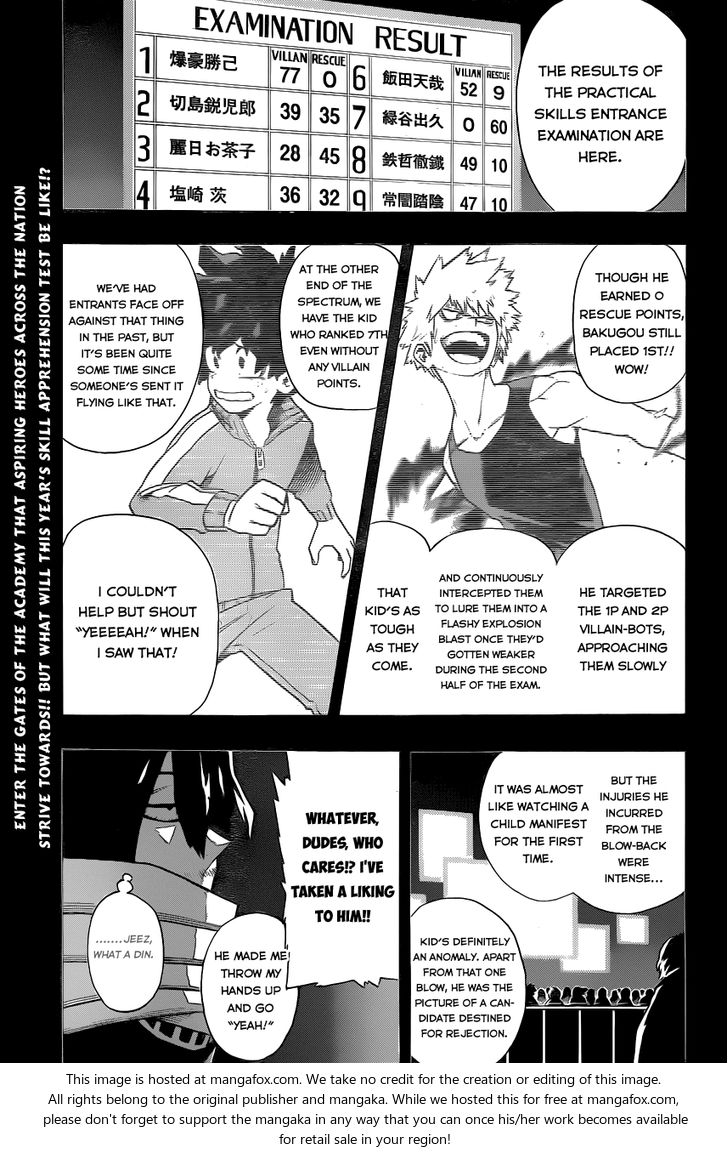 EXAMINATION RESULT
VILLAN RESCUE VILLAN RESCUE
1 爆豪勝己 77 0 6 飯田天哉 52 9
2 切島鋭児郎 39 35 7 緑谷出久 0 60
3 麗日お茶子 28 45 8 鉄哲徹鐵 49 10
4 塩崎 茨 36 32 9 常闇踏陰 47 10
THE RESULTS OF
THE PRACTICAL
SKILLS ENTRANCE
EXAMINATION ARE
HERE.
ENTER THE GATES OF THE ACADEMY THAT ASPIRING HEROES ACROSS THE NATION
STRIVE TOWARDS!! BUT WHAT WILL THIS YEAR'S SKILL APPREHENSION TEST BE LIKE!?
THOUGH HE
EARNED 0
RESCUE POINTS,
BAKUGOU STILL
PLACED 1ST!!
WOW!
HE TARGETED
THE 1P AND 2P
VILLAIN-BOTS,
APPROACHING
THEM SLOWLY
AND CONTINUOUSLY
INTERCEPTED THEM
TO LURE THEM INTO A
FLASHY EXPLOSION
BLAST ONCE THEY'D
GOTTEN WEAKER
DURING THE SECOND
HALF OF THE EXAM.
THAT
KID'S AS
TOUGH
AS THEY
COME.
AT THE OTHER
END OF THE
SPECTRUM, WE
HAVE THE KID
WHO RANKED 7TH
EVEN WITHOUT
ANY VILLAIN
POINTS.
WE'VE HAD
ENTRANTS FACE OFF
AGAINST THAT THING
IN THE PAST, BUT
IT'S BEEN QUITE
SOME TIME SINCE
SOMEONE'S SENT IT
FLYING LIKE THAT.
I COULDN'T
HELP BUT SHOUT
"YEEEEAH!" WHEN
I SAW THAT!
BUT THE
INJURIES HE
INCURRED
FROM THE
BLOW-BACK
WERE
INTENSE...
IT WAS ALMOST
LIKE WATCHING A
CHILD MANIFEST
FOR THE FIRST
TIME.
KID'S DEFINITELY
AN ANOMALY. APART
FROM THAT ONE
BLOW, HE WAS THE
PICTURE OF A CAN-
DIDATE DESTINED
FOR REJECTION.
WHATEVER,
DUDES, WHO
CARES!? I'VE
TAKEN A LIKING
TO HIM!!
HE MADE ME
THROW MY
HANDS UP
AND GO
"YEAH!"
.......JEEZ,
WHAT A DIN.
This image is hosted at mangafox.com. We take no credit for the creation or editing of this image.
All rights belong to the original publisher and mangaka. While we hosted this for free at mangafox.com,
please don't forget to support the mangaka in any way that you can once his/her work becomes available
for retail sale in your region!